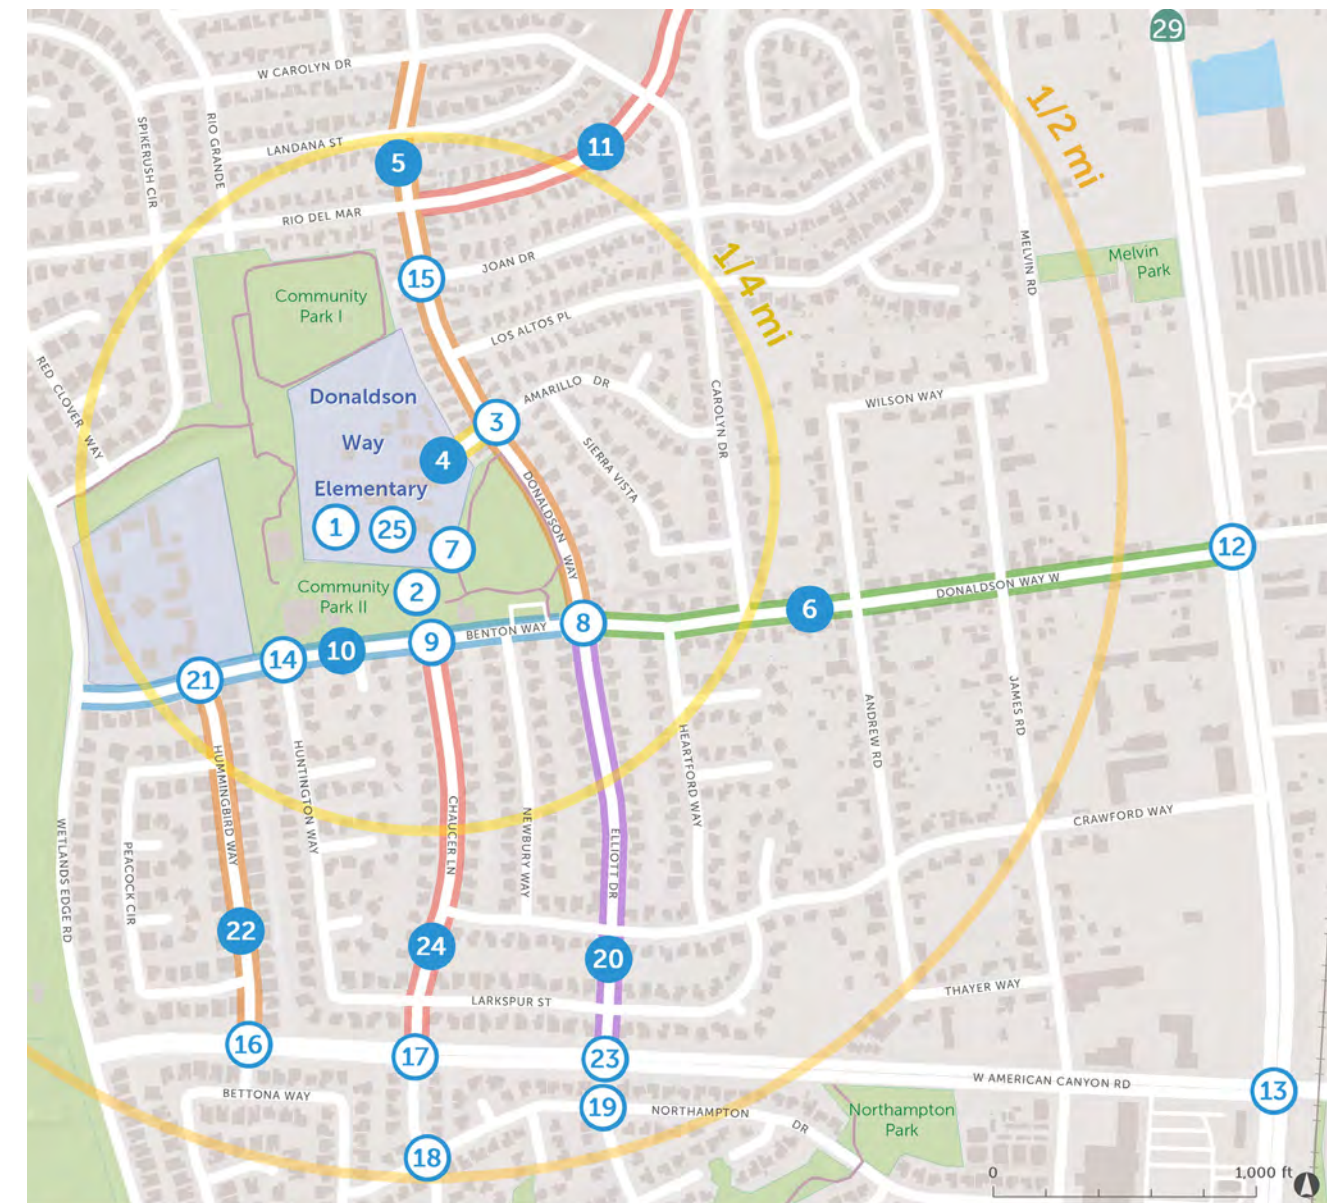 29
W CAROLYN DR
1/2 mi
SPIKERUSH CIR
RIO GRANDE
LANDANA ST
5
11
RIO DEL MAR
1/4 mi
MELVIN RD
Melvin
Park
15
JOAN DR
Community
Park I
LOS ALTOS PL
RED CLOVER WAY
Donaldson
Way
Elementary
AMARILLO DR
CAROLYN DR
WILSON WAY
3
4
SIERRA VISTA
DONALDSON WAY
1
25
7
12
Community
Park II
2
DONALDSON WAY W
6
8
BENTON WAY
9
10
14
21
ANDREW RD
JAMES RD
HEARTFORD WAY
HUMMINGBIRD WAY
HUNTINGTON WAY
CHAUCER LN
NEWBURY WAY
ELLIOTT DR
CRAWFORD WAY
WETLANDS EDGE RD
PEACOCK CIR
22
24
20
THAYER WAY
LARKSPUR ST
16
17
23
W AMERICAN CANYON RD
13
BETTONA WAY
19
NORTHAMPTON DR
Northampton
Park
18
0
1,000 ft